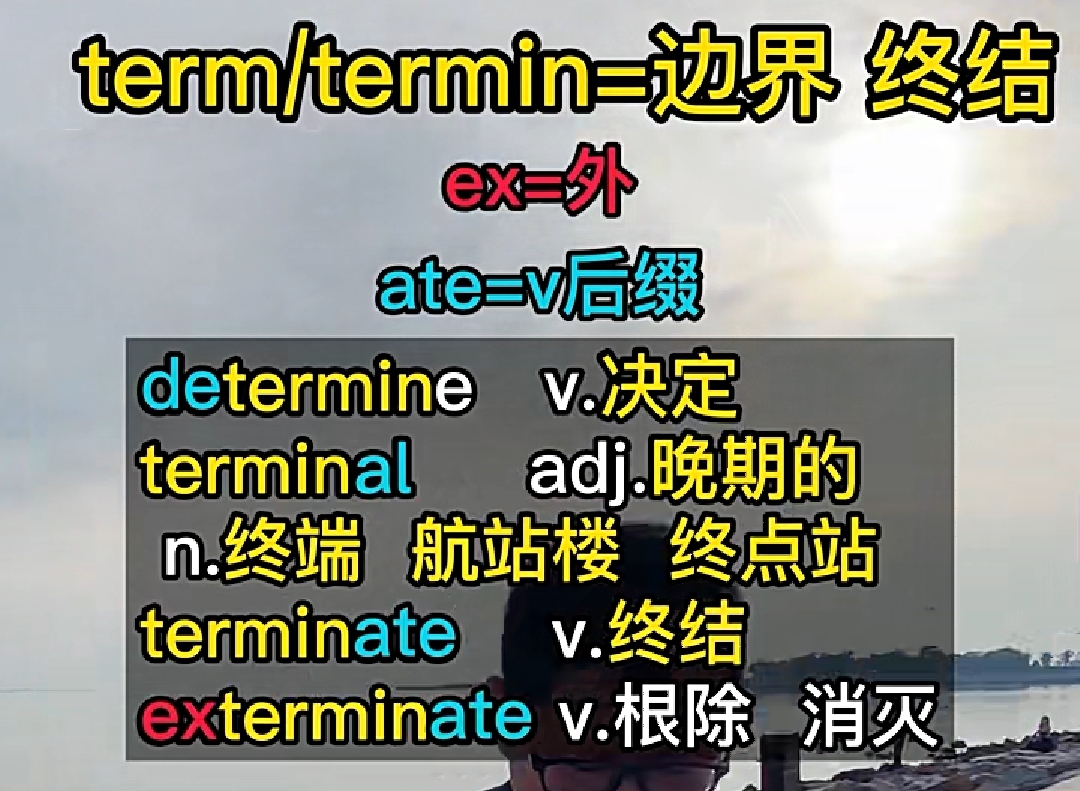 term/termin=边界 终结
ex=外
ate=v后缀
determine v.决定
terminal adj.晚期的
n.终端 航站楼 终点站
terminate v.终结
exterminate v.根除 消灭